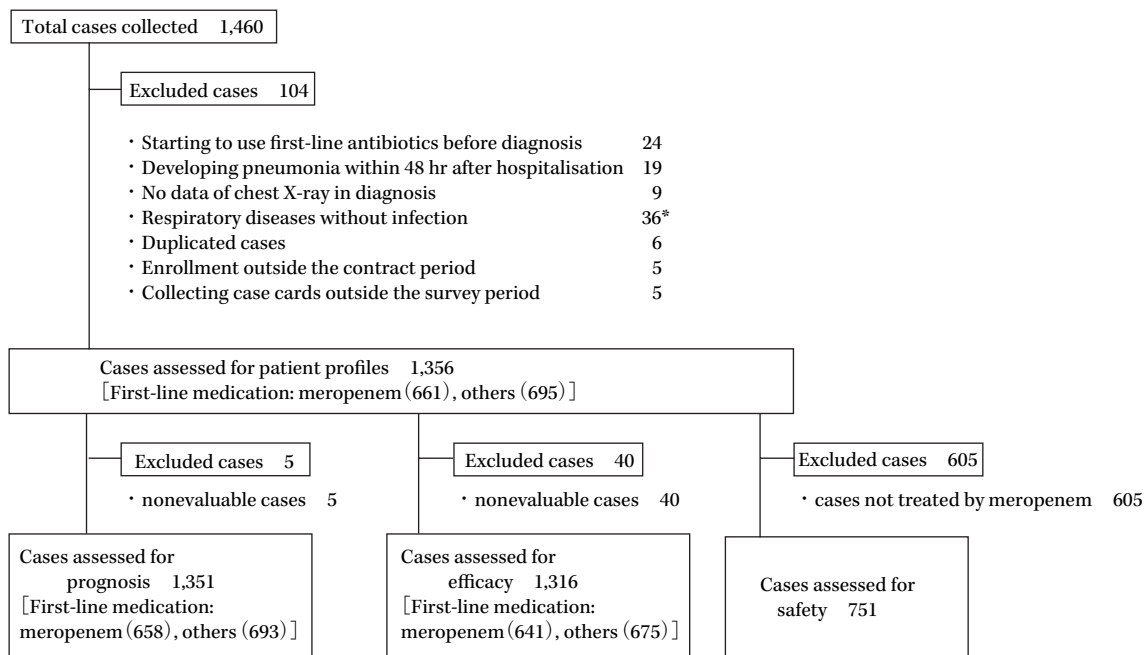 Total cases collected 1,460
Excluded cases 104
・Starting to use first-line antibiotics before diagnosis 24
・Developing pneumonia within 48 hr after hospitalisation 19
・No data of chest X-ray in diagnosis 9
・Respiratory diseases without infection 36*
・Duplicated cases 6
・Enrollment outside the contract period 5
・Collecting case cards outside the survey period 5
Cases assessed for patient profiles 1,356
[First-line medication: meropenem (661), others (695)]
Excluded cases 5
・nonevaluable cases 5
Cases assessed for
prognosis 1,351
[First-line medication:
meropenem (658), others (693)]
Excluded cases 40
・nonevaluable cases 40
Cases assessed for
efficacy 1,316
[First-line medication:
meropenem (641), others (675)]
Excluded cases 605
・cases not treated by meropenem 605
Cases assessed for
safety 751